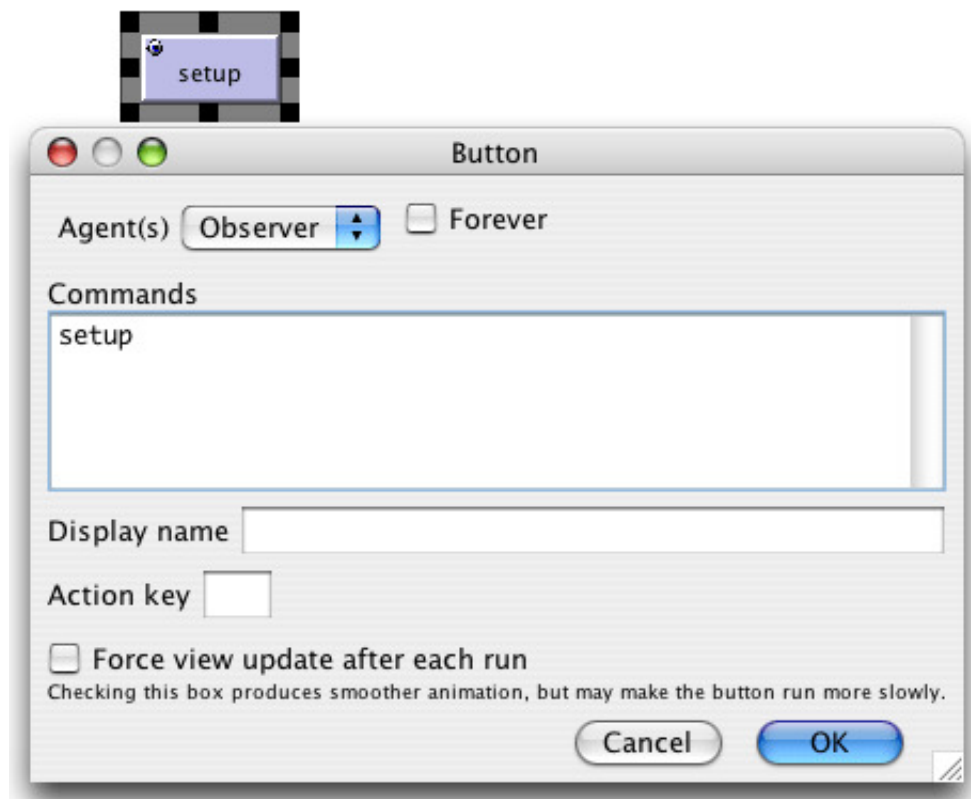 setup
Button
Agent(s) Observer Forever
Commands
setup
Display name
Action key
Force view update after each run
Checking this box produces smoother animation, but may make the button run more slowly.
Cancel OK